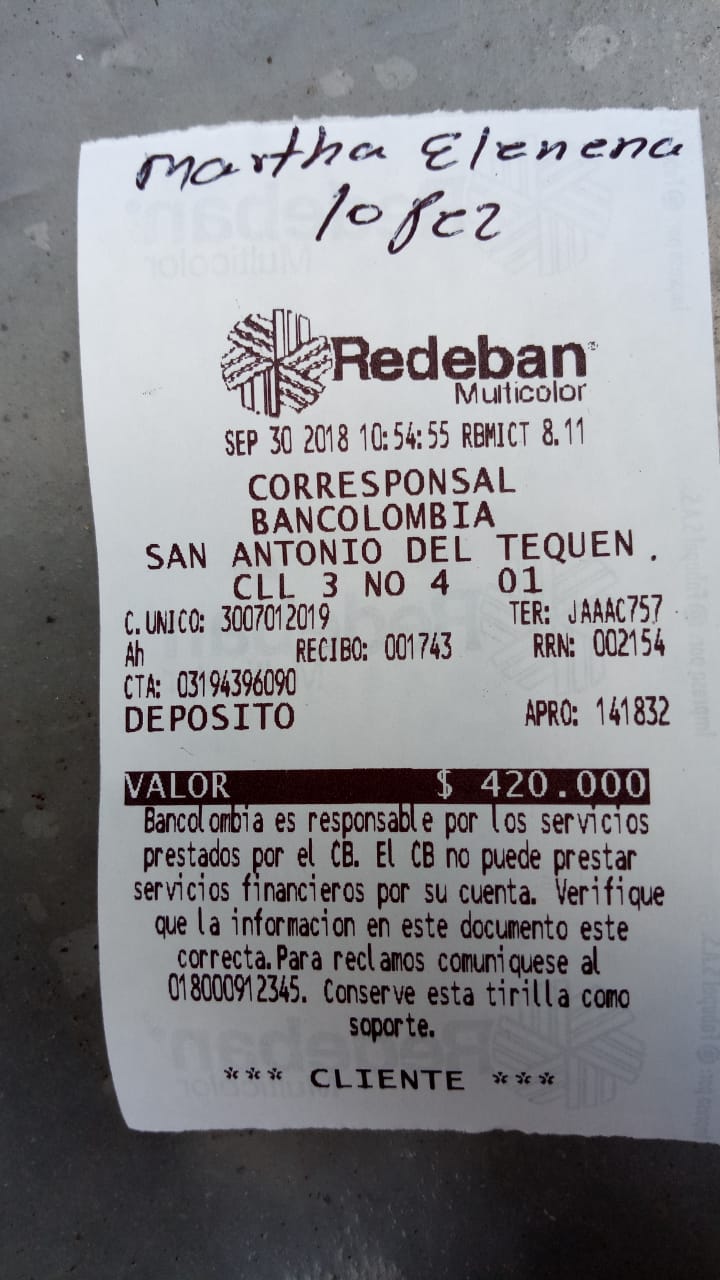 Martha Elenena
lopez
Redeban®
Multicolor
SEP 30 2018 10:54:55 RBMICT 8.11
CORRESPONSAL
BANCOLOMBIA
SAN ANTONIO DEL TEQUEN .
CLL 3 NO 4 01
C. UNICO: 3007012019 TER: JAAAC757
Ah RECIBO: 001743 RRN: 002154
CTA: 03194396090
DEPOSITO APRO: 141832
VALOR $ 420.000
Bancolombia es responsable por los servicios
prestados por el CB. El CB no puede prestar
servicios financieros por su cuenta. Verifique
que la informacion en este documento este
correcta.Para reclamos comuniquese al
018000912345. Conserve esta tirilla como
soporte.
*** CLIENTE ***